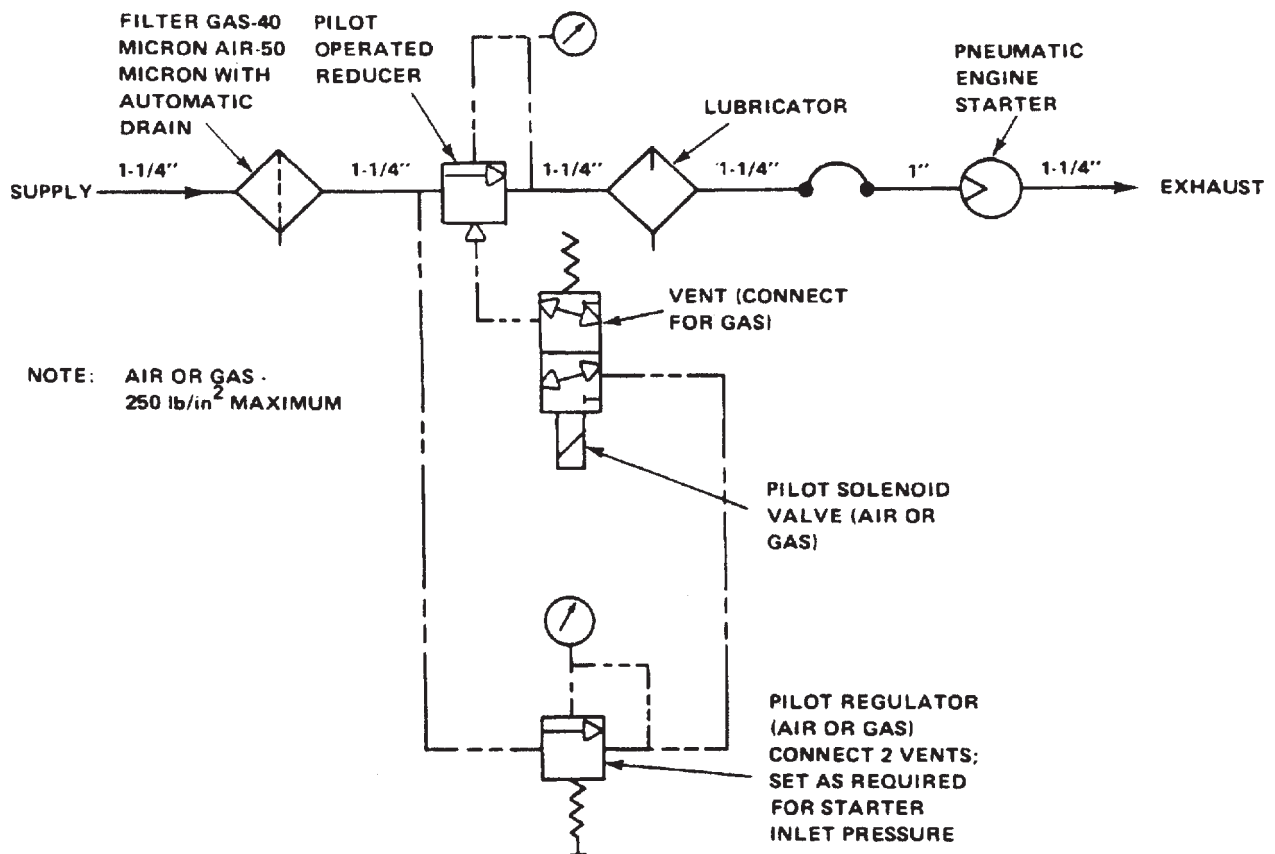 FILTER GAS-40
MICRON AIR-50
MICRON WITH
AUTOMATIC
DRAIN
PILOT
OPERATED
REDUCER
PNEUMATIC
ENGINE
STARTER
LUBRICATOR
SUPPLY
1-1/4"
1-1/4"
1-1/4"
1-1/4"
1"
1-1/4"
EXHAUST
VENT (CONNECT
FOR GAS)
NOTE: AIR OR GAS -
250 lb/in² MAXIMUM
PILOT SOLENOID
VALVE (AIR OR
GAS)
PILOT REGULATOR
(AIR OR GAS)
CONNECT 2 VENTS;
SET AS REQUIRED
FOR STARTER
INLET PRESSURE